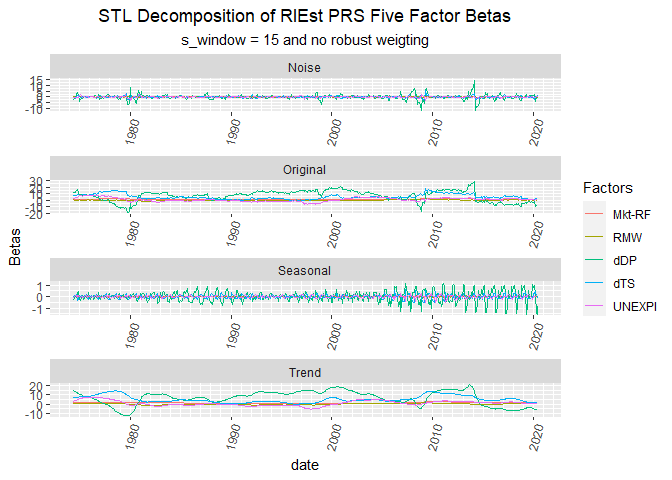 STL Decomposition of RIEst PRS Five Factor Betas
s_window = 15 and no robust weigting
Noise
15
10
5
0
-5
-10
1980
1990
2000
2010
2020
Original
30
20
10
0
-10
-20
1980
1990
2000
2010
2020
Seasonal
1
0
-1
1980
1990
2000
2010
2020
Trend
20
10
0
-10
1980
1990
2000
2010
2020
Betas
date
Factors
Mkt-RF
RMW
dDP
dTS
UNEXPI